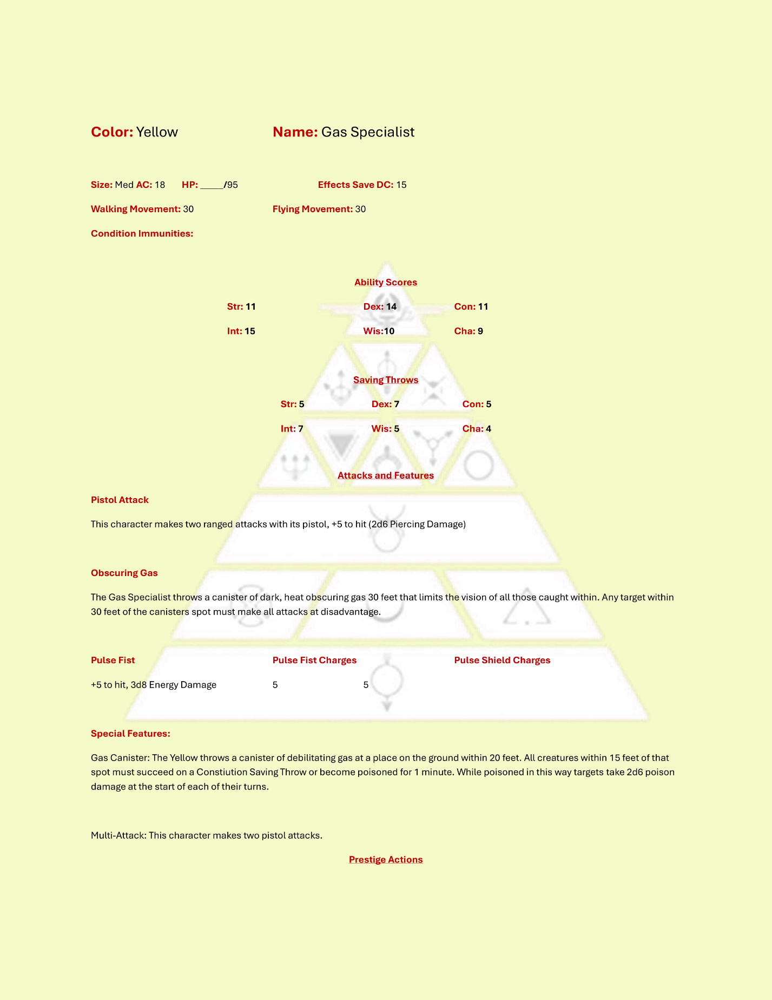 Color: Yellow Name: Gas Specialist
Size: Med AC: 18 HP: _____/95 Effects Save DC: 15
Walking Movement: 30 Flying Movement: 30
Condition Immunities:
Ability Scores
Str: 11 Dex: 14 Con: 11
Int: 15 Wis:10 Cha: 9
Saving Throws
Str: 5 Dex: 7 Con: 5
Int: 7 Wis: 5 Cha: 4
Attacks and Features
Pistol Attack
This character makes two ranged attacks with its pistol, +5 to hit (2d6 Piercing Damage)
Obscuring Gas
The Gas Specialist throws a canister of dark, heat obscuring gas 30 feet that limits the vision of all those caught within. Any target within
30 feet of the canisters spot must make all attacks at disadvantage.
Pulse Fist Pulse Fist Charges Pulse Shield Charges
+5 to hit, 3d8 Energy Damage 5 5
Special Features:
Gas Canister: The Yellow throws a canister of debilitating gas at a place on the ground within 20 feet. All creatures within 15 feet of that
spot must succeed on a Constiution Saving Throw or become poisoned for 1 minute. While poisoned in this way targets take 2d6 poison
damage at the start of each of their turns.
Multi-Attack: This character makes two pistol attacks.
Prestige Actions